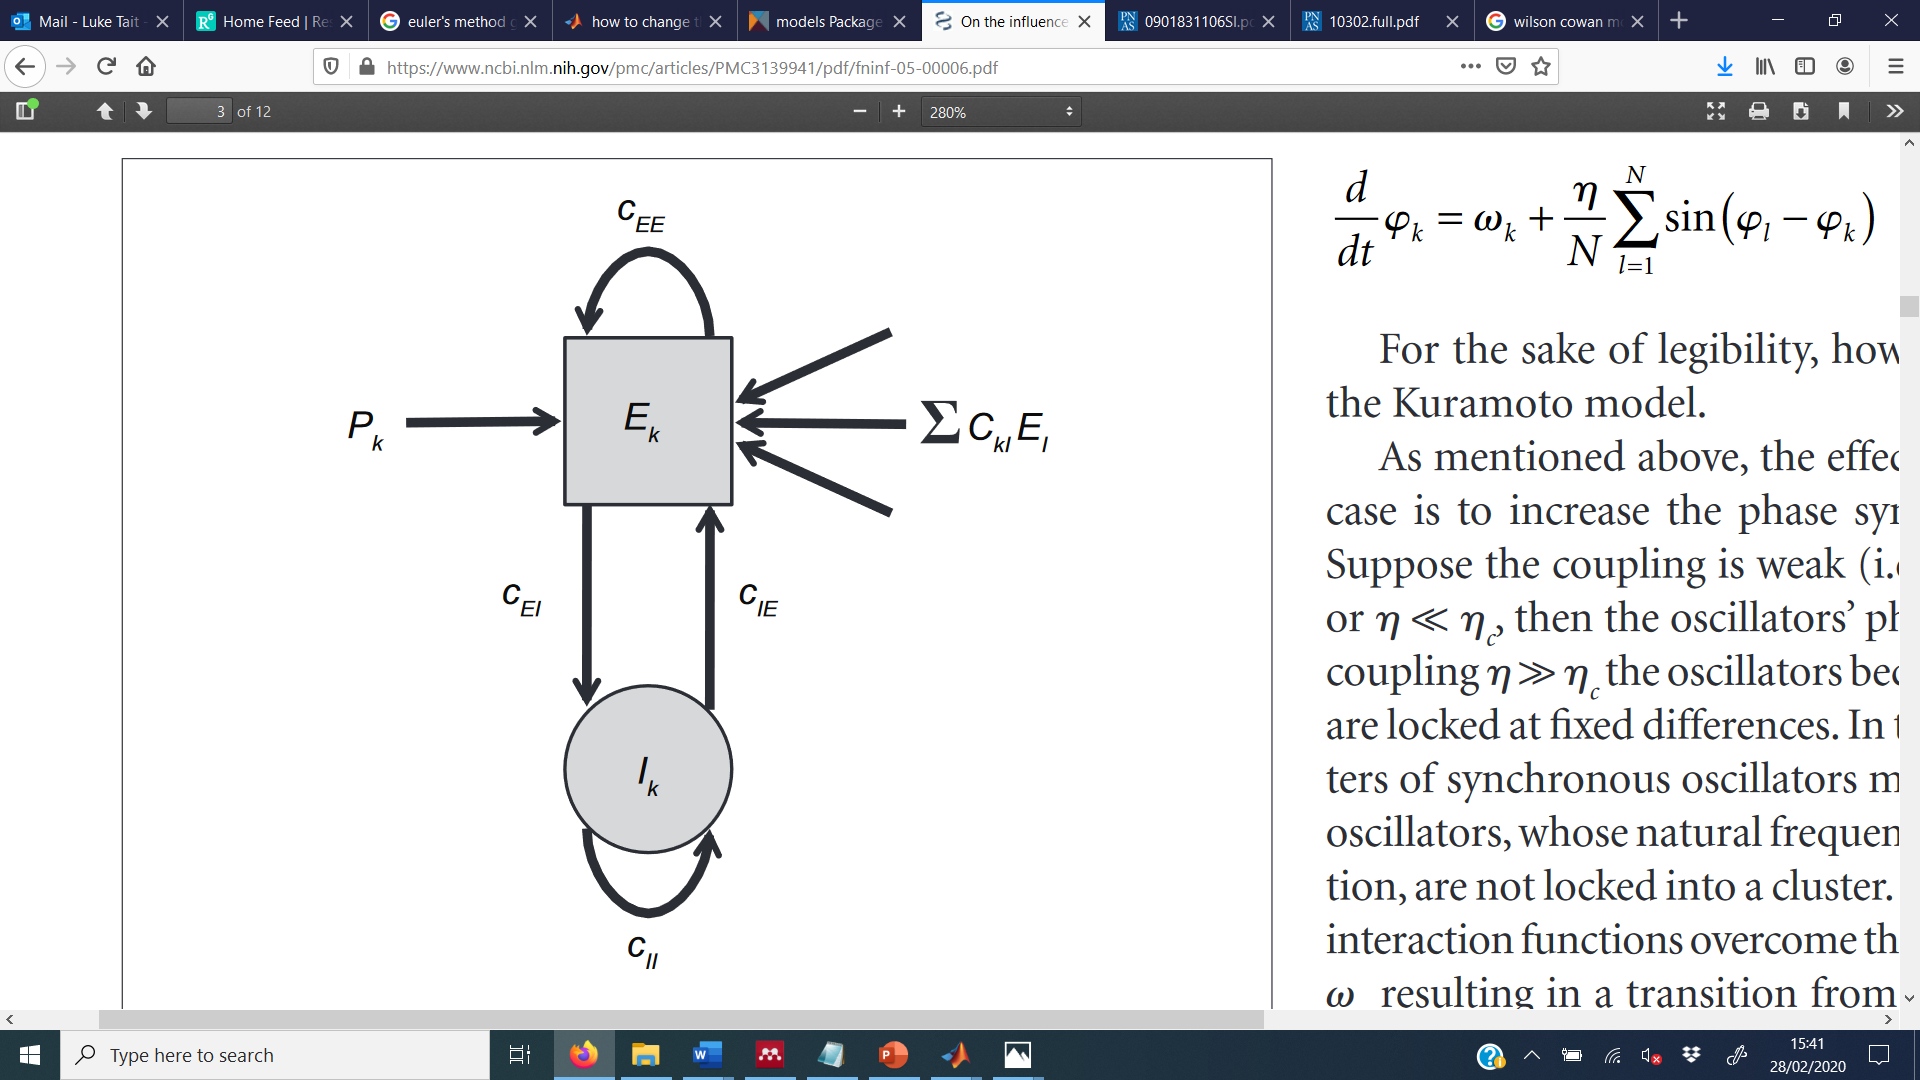 Mail - Luke Tait -
Home Feed | Re
euler's method g
how to change t
models Package
On the influence
0901831106SI.pd
10302.full.pdf
wilson cowan m
https://www.ncbi.nlm.nih.gov/pmc/articles/PMC3139941/pdf/fninf-05-00006.pdf
3 of 12
280%
c_EE
P_k
E_k
∑ C_kl E_l
c_EI
c_IE
I_k
c_II
d/dt φ_k = ω_k + η/N ∑_{l=1}^{N} sin(φ_l − φ_k)
For the sake of legibility, how
the Kuramoto model.
As mentioned above, the effec
case is to increase the phase syn
Suppose the coupling is weak (i.e
or η ≪ η_c, then the oscillators' ph
coupling η ≫ η_c the oscillators bec
are locked at fixed differences. In t
ters of synchronous oscillators m
oscillators, whose natural frequen
tion, are not locked into a cluster.
interaction functions overcome th
ω resulting in a transition from
Type here to search
15:41
28/02/2020